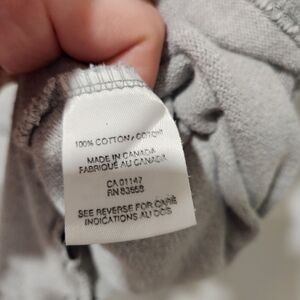 100% COTTON / COTON
MADE IN CANADA
FABRIQUÉ AU CANADA
CA 01147
RN 83558
SEE REVERSE FOR CARE
INDICATIONS AU DOS